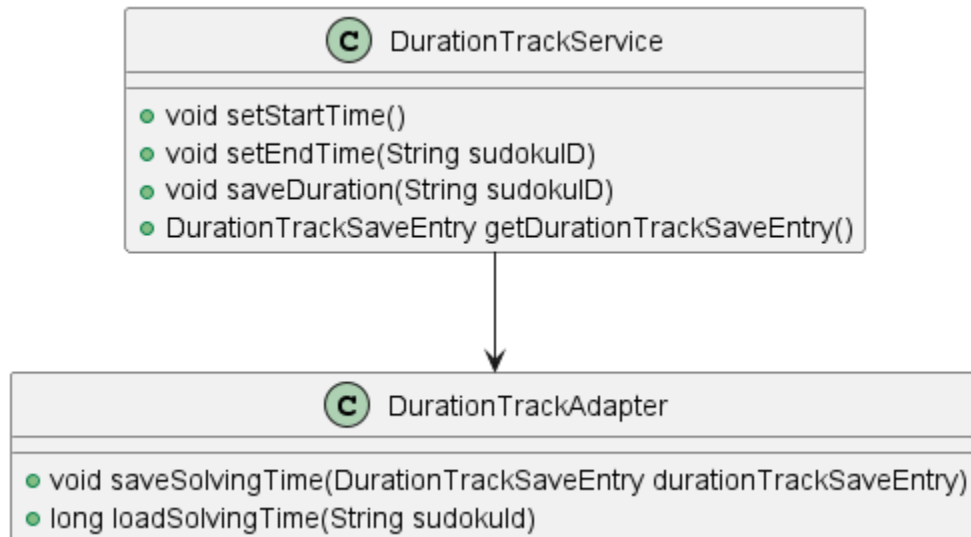 C DurationTrackService
void setStartTime()
void setEndTime(String sudokuID)
void saveDuration(String sudokuID)
DurationTrackSaveEntry getDurationTrackSaveEntry()
C DurationTrackAdapter
void saveSolvingTime(DurationTrackSaveEntry durationTrackSaveEntry)
long loadSolvingTime(String sudokuId)